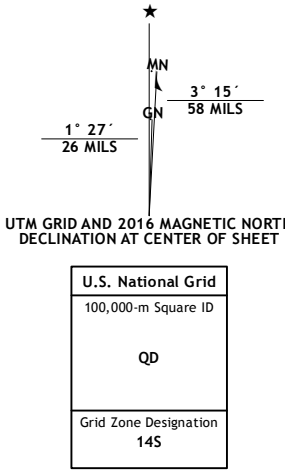 MN
3° 15´
58 MILS
GN
1° 27´
26 MILS
UTM GRID AND 2016 MAGNETIC NORTH
DECLINATION AT CENTER OF SHEET
U.S. National Grid
100,000-m Square ID
QD
Grid Zone Designation
14S